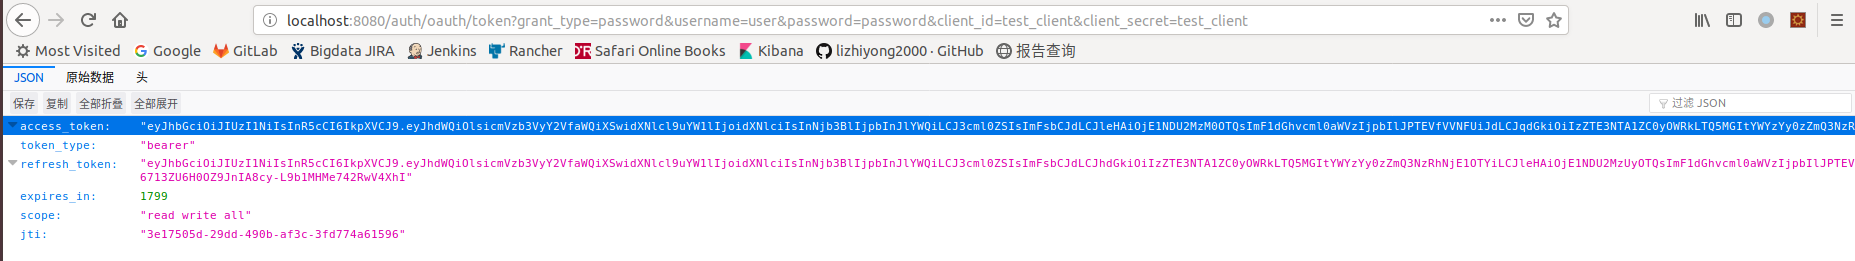 localhost:8080/auth/oauth/token?grant_type=password&username=user&password=password&client_id=test_client&client_secret=test_client
Most Visited Google GitLab Bigdata JIRA Jenkins Rancher Safari Online Books Kibana lizhiyong2000 · GitHub 报告查询
JSON 原始数据 头
保存 复制 全部折叠 全部展开 过滤 JSON
access_token: "eyJhbGciOiJIUzI1NiIsInR5cCI6IkpXVCJ9.eyJhdWQiOlsicmVzb3VyY2VfaWQiXSwidXNlcl9uYW1lIjoidXNlciIsInNjb3BlIjpbInJlYWQiLCJ3cml0ZSIsImFsbCJdLCJleHAiOjE1NDU2MzM0OTQsImF1dGhvcml0aWVzIjpbIlJPTEVfVVNFUiJdLCJqdGkiOiIzZTE3NTA1ZC0yOWRkLTQ5MGItYWYzYy0zZmQ3NzR
token_type: "bearer"
refresh_token: "eyJhbGciOiJIUzI1NiIsInR5cCI6IkpXVCJ9.eyJhdWQiOlsicmVzb3VyY2VfaWQiXSwidXNlcl9uYW1lIjoidXNlciIsInNjb3BlIjpbInJlYWQiLCJ3cml0ZSIsImFsbCJdLCJhdGkiOiIzZTE3NTA1ZC0yOWRkLTQ5MGItYWYzYy0zZmQ3NzRhNjE1OTYiLCJleHAiOjE1NDU2MzUyOTQsImF1dGhvcml0aWVzIjpbIlJPTEV
6713ZU6H0OZ9JnIA8cy-L9b1MHMe742RwV4XhI"
expires_in: 1799
scope: "read write all"
jti: "3e17505d-29dd-490b-af3c-3fd774a61596"